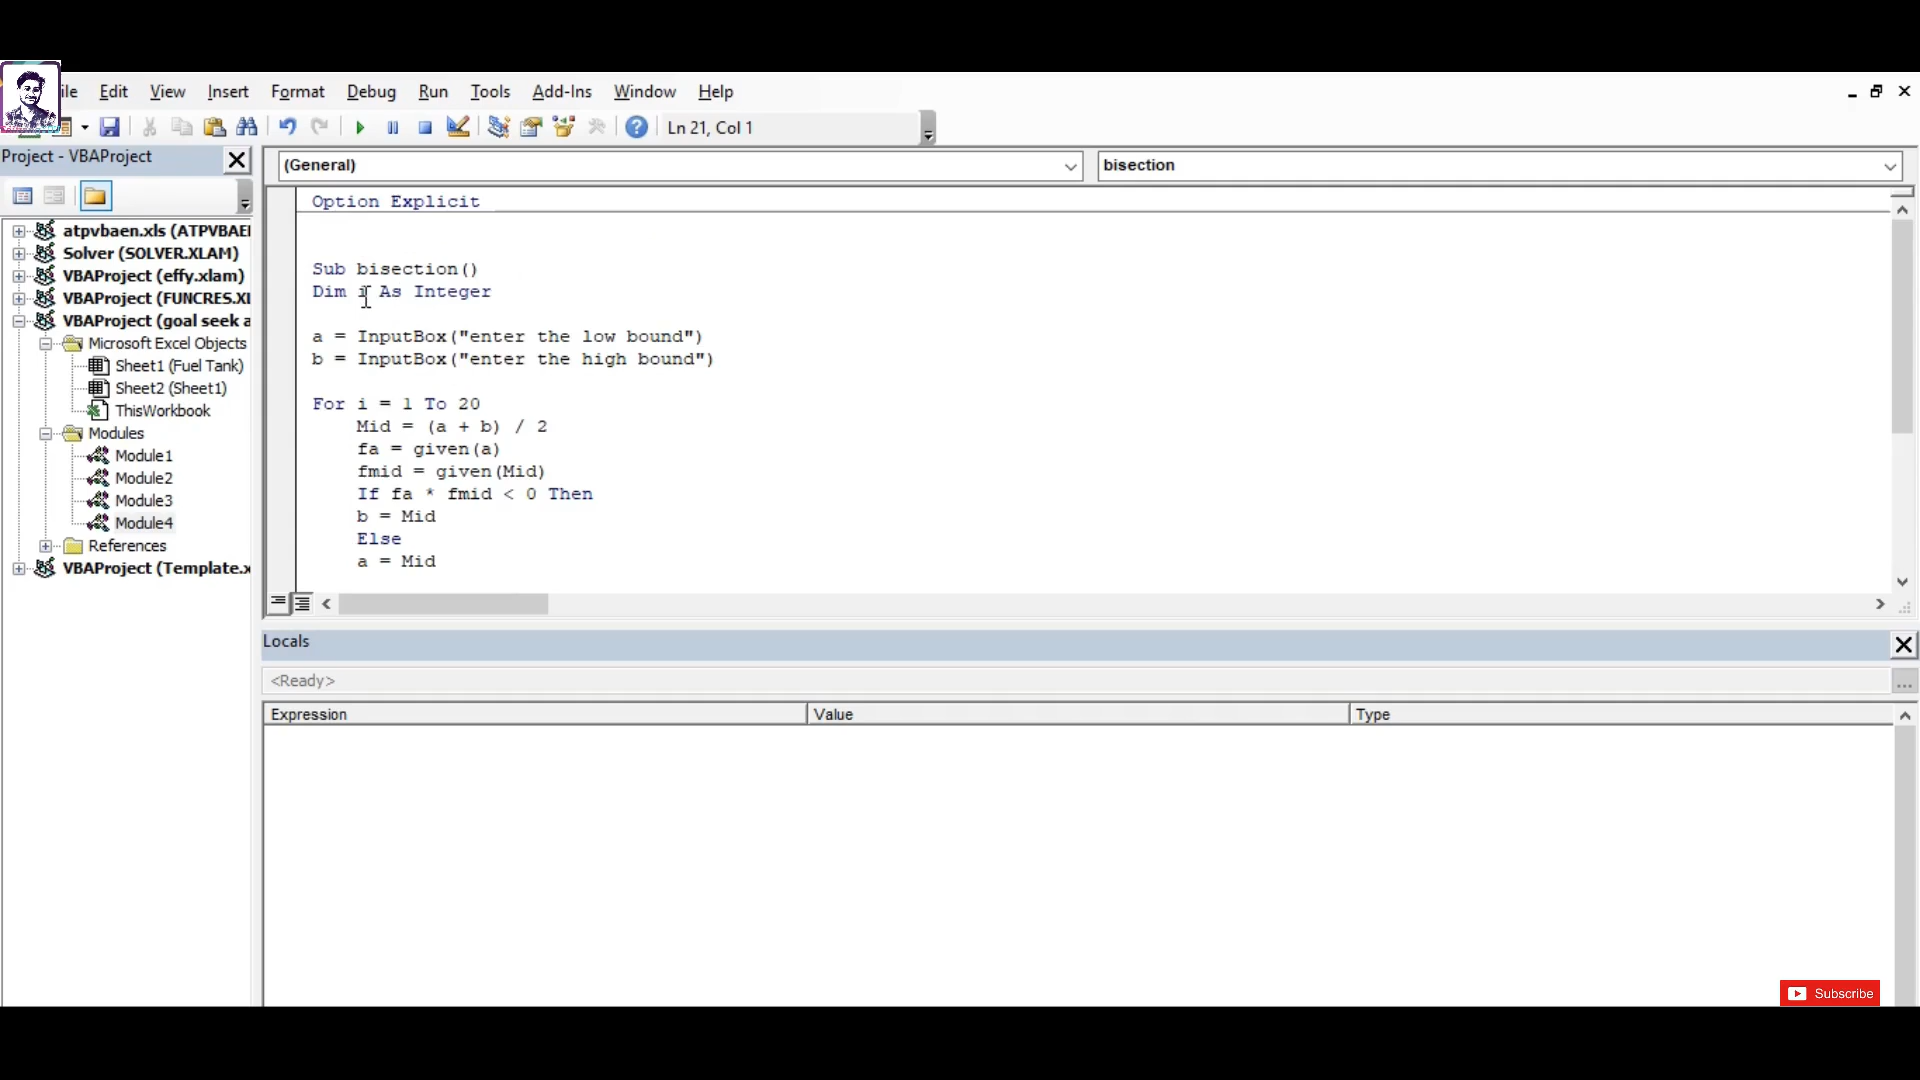 ile Edit View Insert Format Debug Run Tools Add-Ins Window Help
Ln 21, Col 1
Project - VBAProject
(General)
bisection
atpvbaen.xls (ATPVBAEI
Solver (SOLVER.XLAM)
VBAProject (effy.xlam)
VBAProject (FUNCRES.XI
VBAProject (goal seek a
Microsoft Excel Objects
Sheet1 (Fuel Tank)
Sheet2 (Sheet1)
ThisWorkbook
Modules
Module1
Module2
Module3
Module4
References
VBAProject (Template.x
Option Explicit
Sub bisection()
Dim i As Integer
a = InputBox("enter the low bound")
b = InputBox("enter the high bound")
For i = 1 To 20
Mid = (a + b) / 2
fa = given(a)
fmid = given(Mid)
If fa * fmid < 0 Then
b = Mid
Else
a = Mid
Locals
<Ready>
Expression
Value
Type
Subscribe